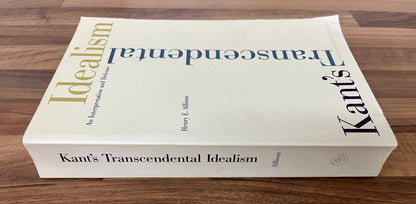 Kant's
Transcendental
Idealism
An Interpretation and Defense
Henry E. Allison
Kant's Transcendental Idealism
Allison